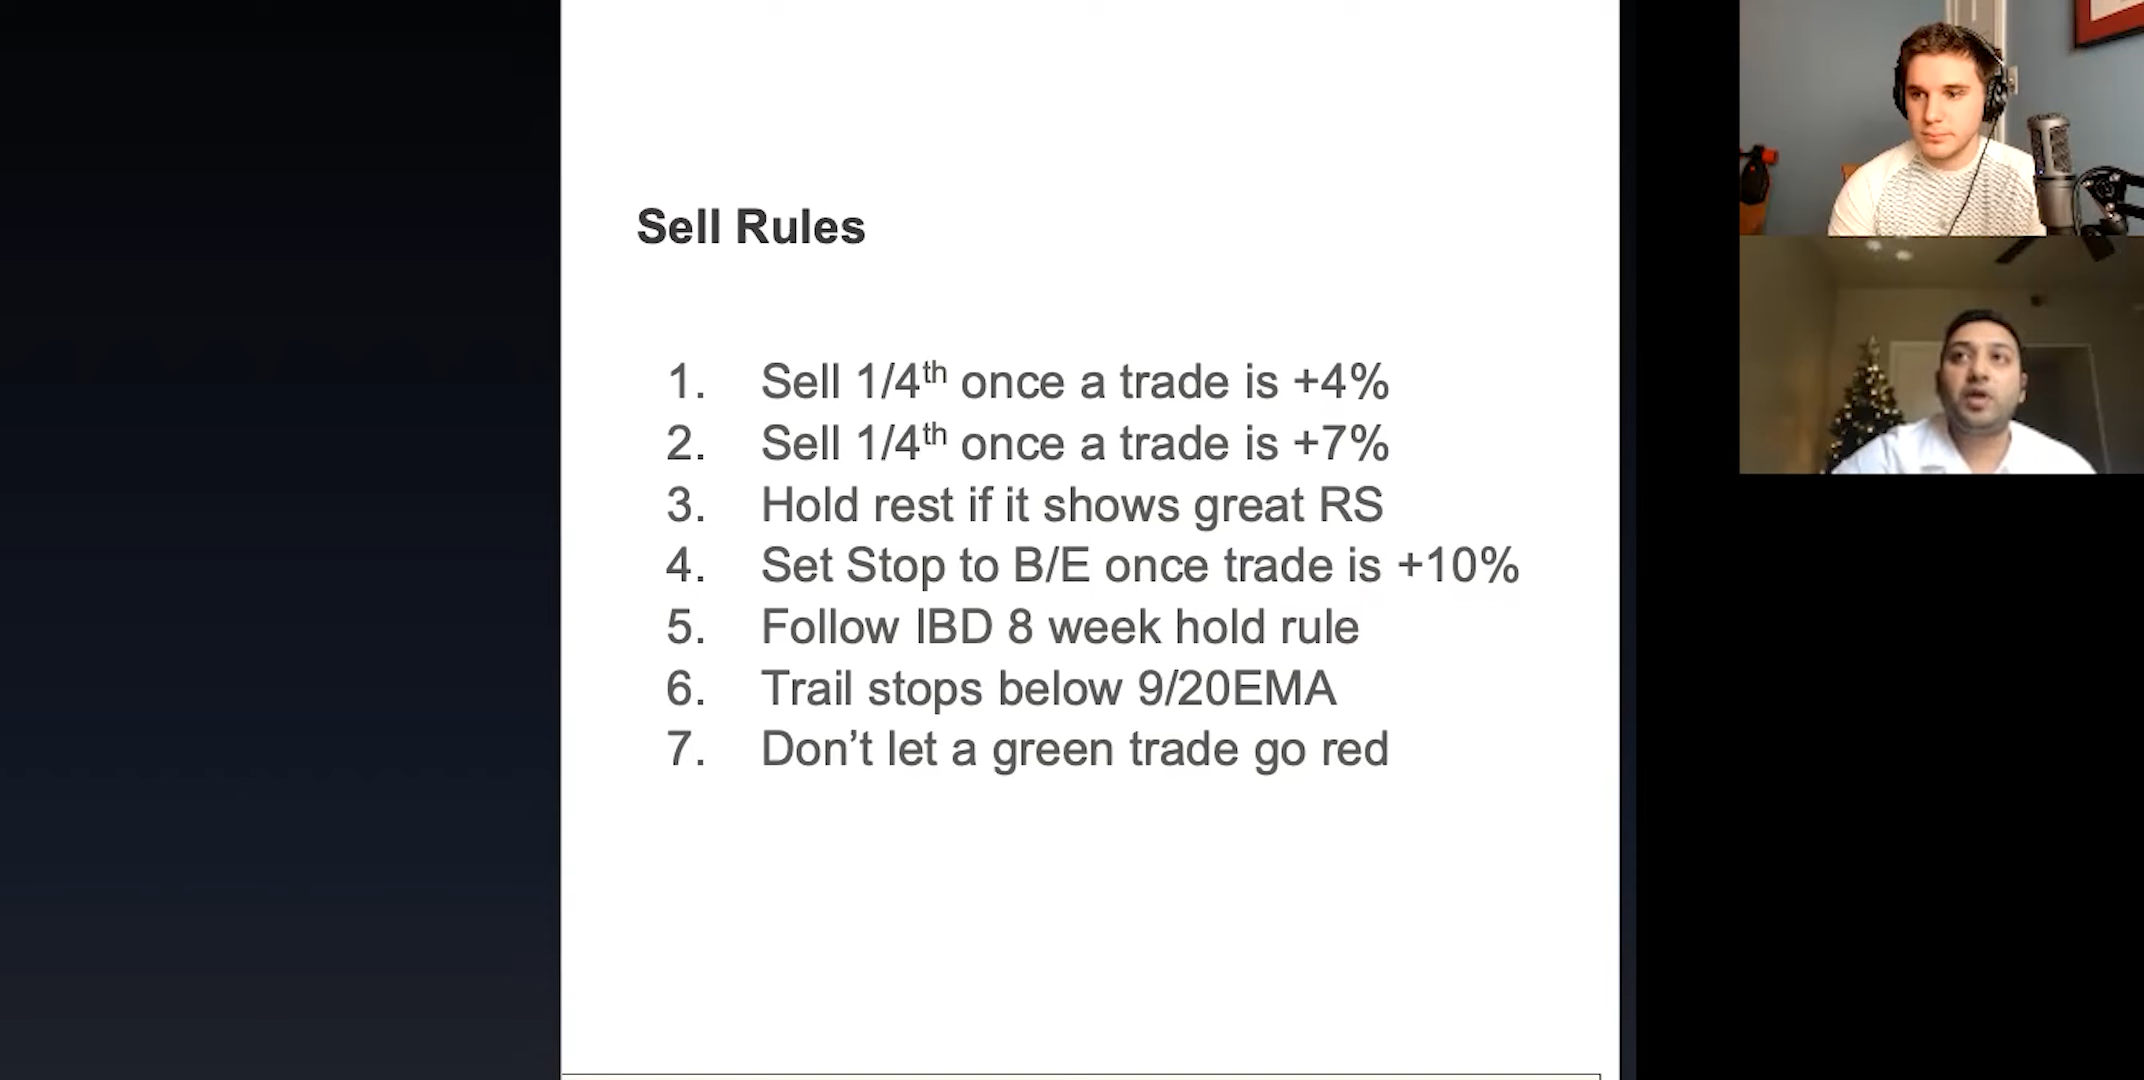 Sell Rules
1. Sell 1/4th once a trade is +4%
2. Sell 1/4th once a trade is +7%
3. Hold rest if it shows great RS
4. Set Stop to B/E once trade is +10%
5. Follow IBD 8 week hold rule
6. Trail stops below 9/20EMA
7. Don’t let a green trade go red